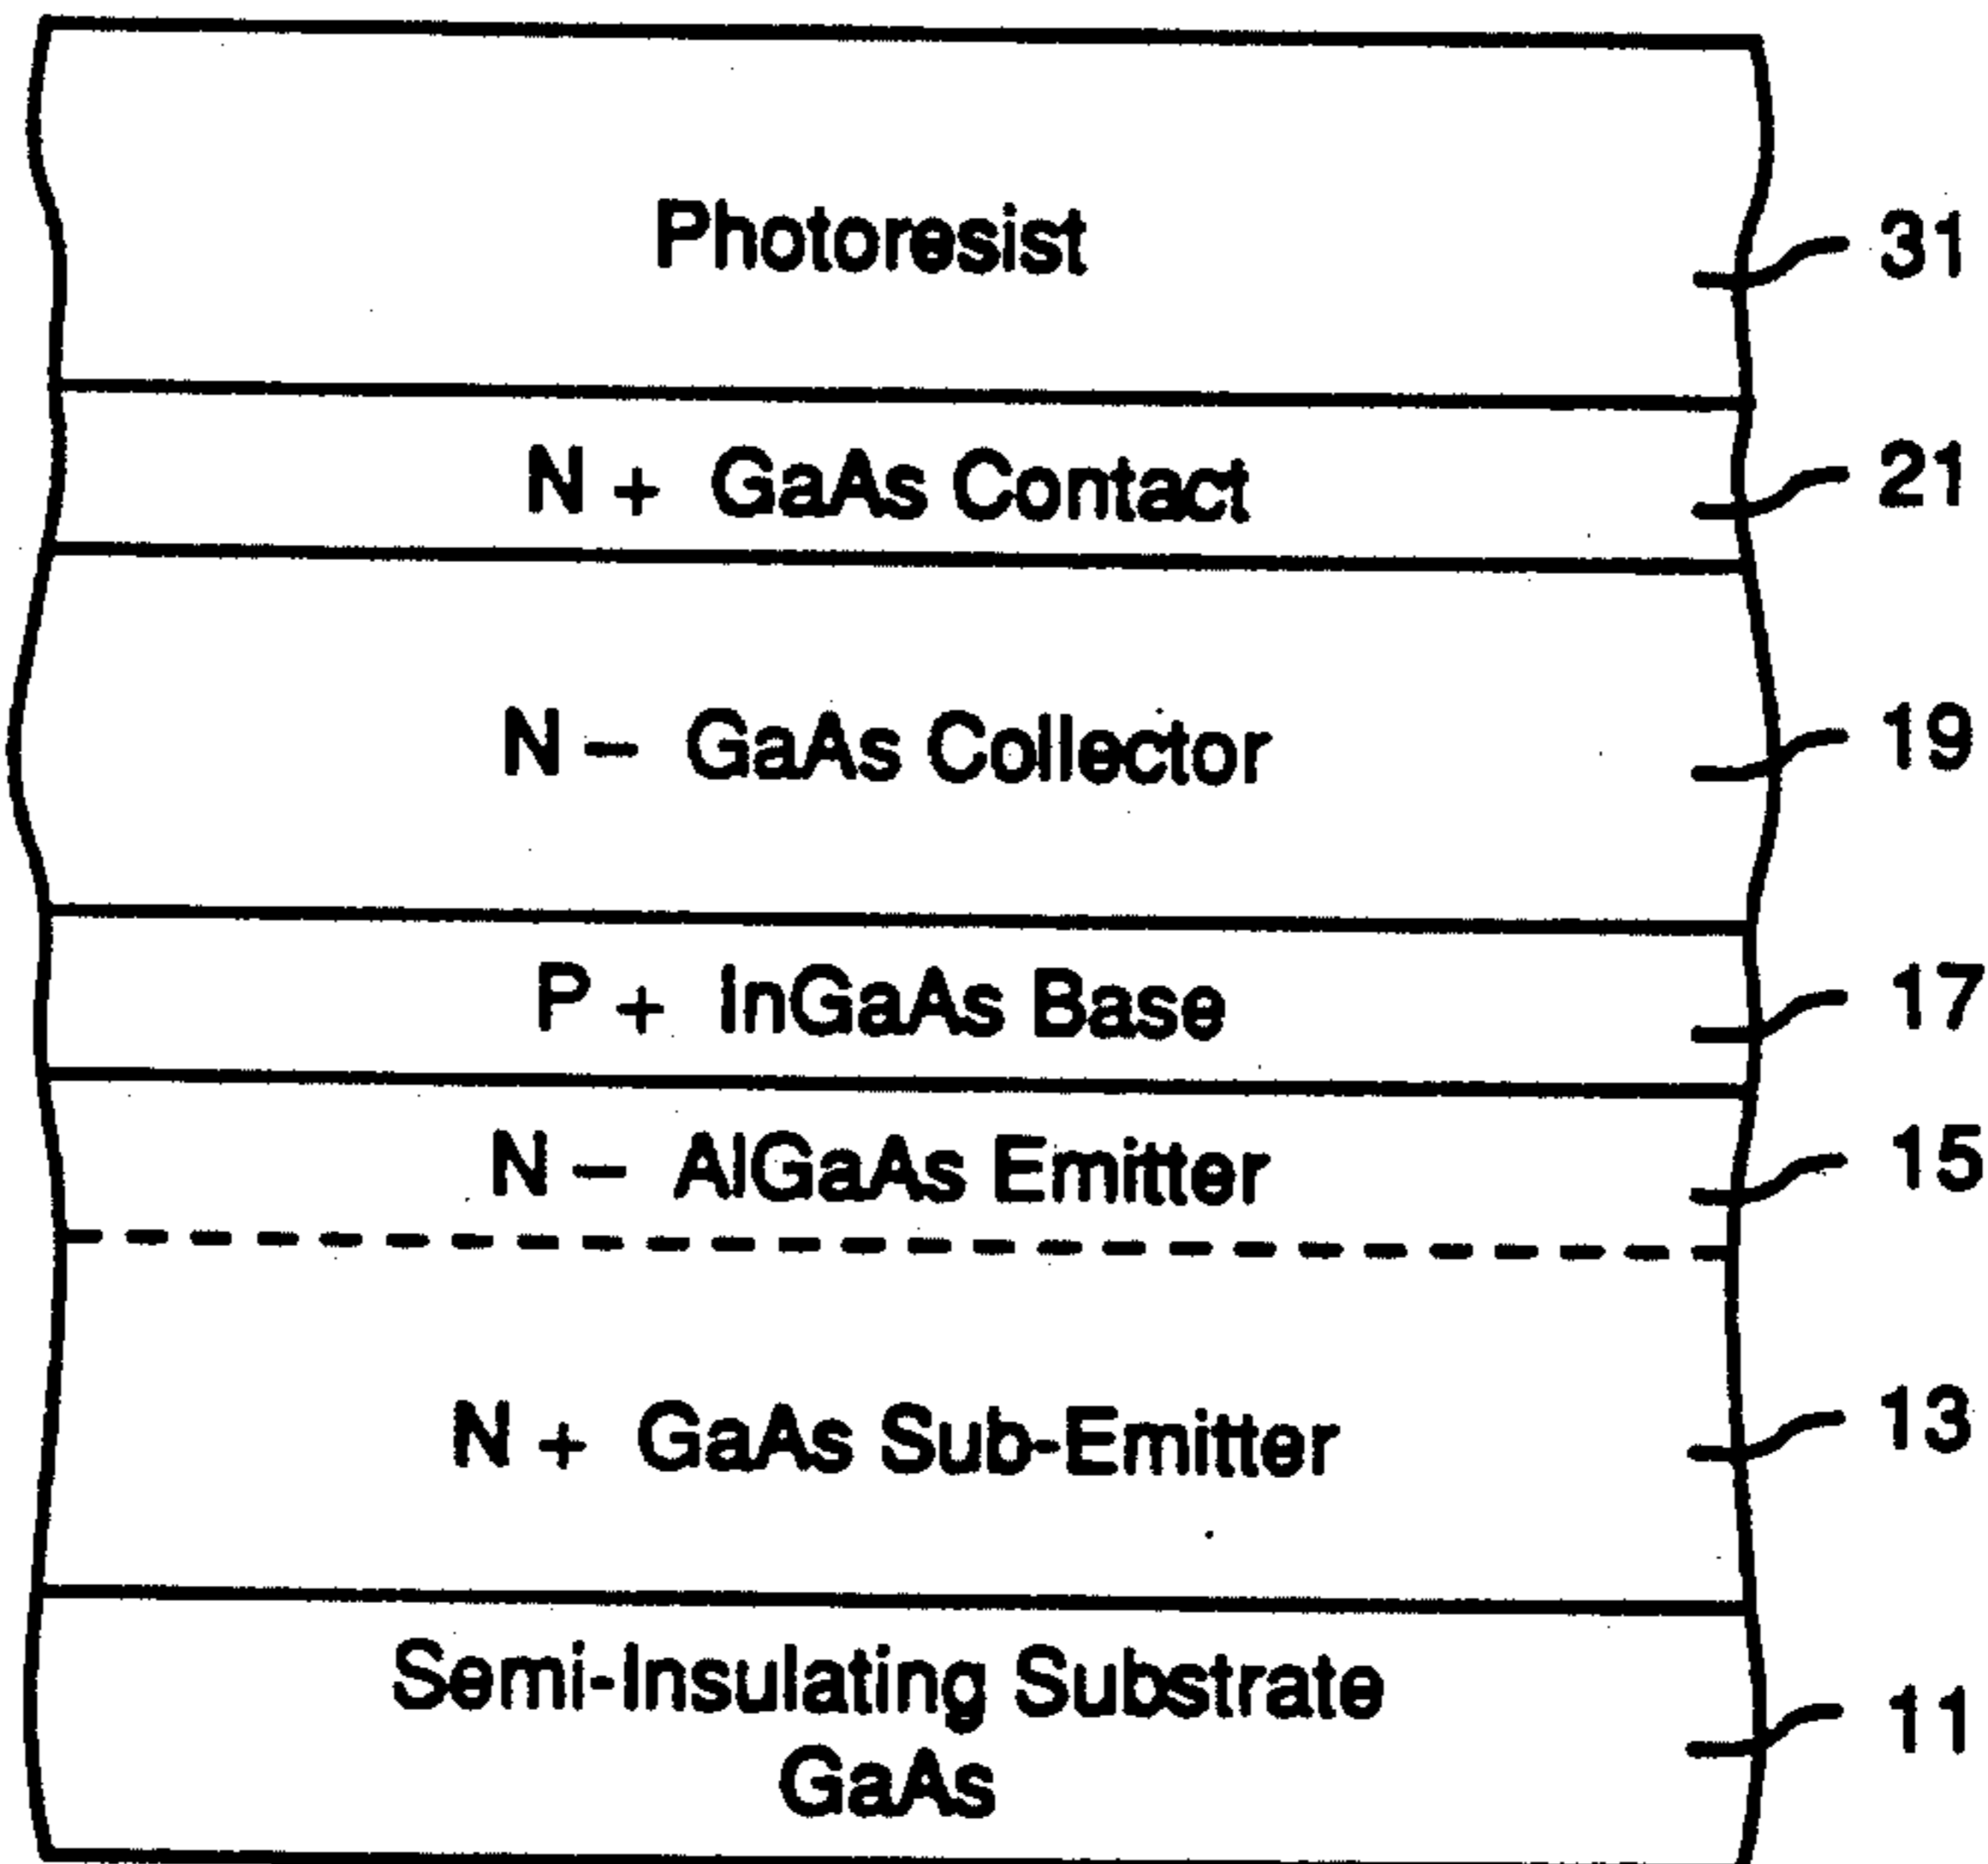 Photoresist
31
N + GaAs Contact
21
N - GaAs Collector
19
P + InGaAs Base
17
N - AlGaAs Emitter
15
N + GaAs Sub-Emitter
13
Semi-Insulating Substrate
GaAs
11